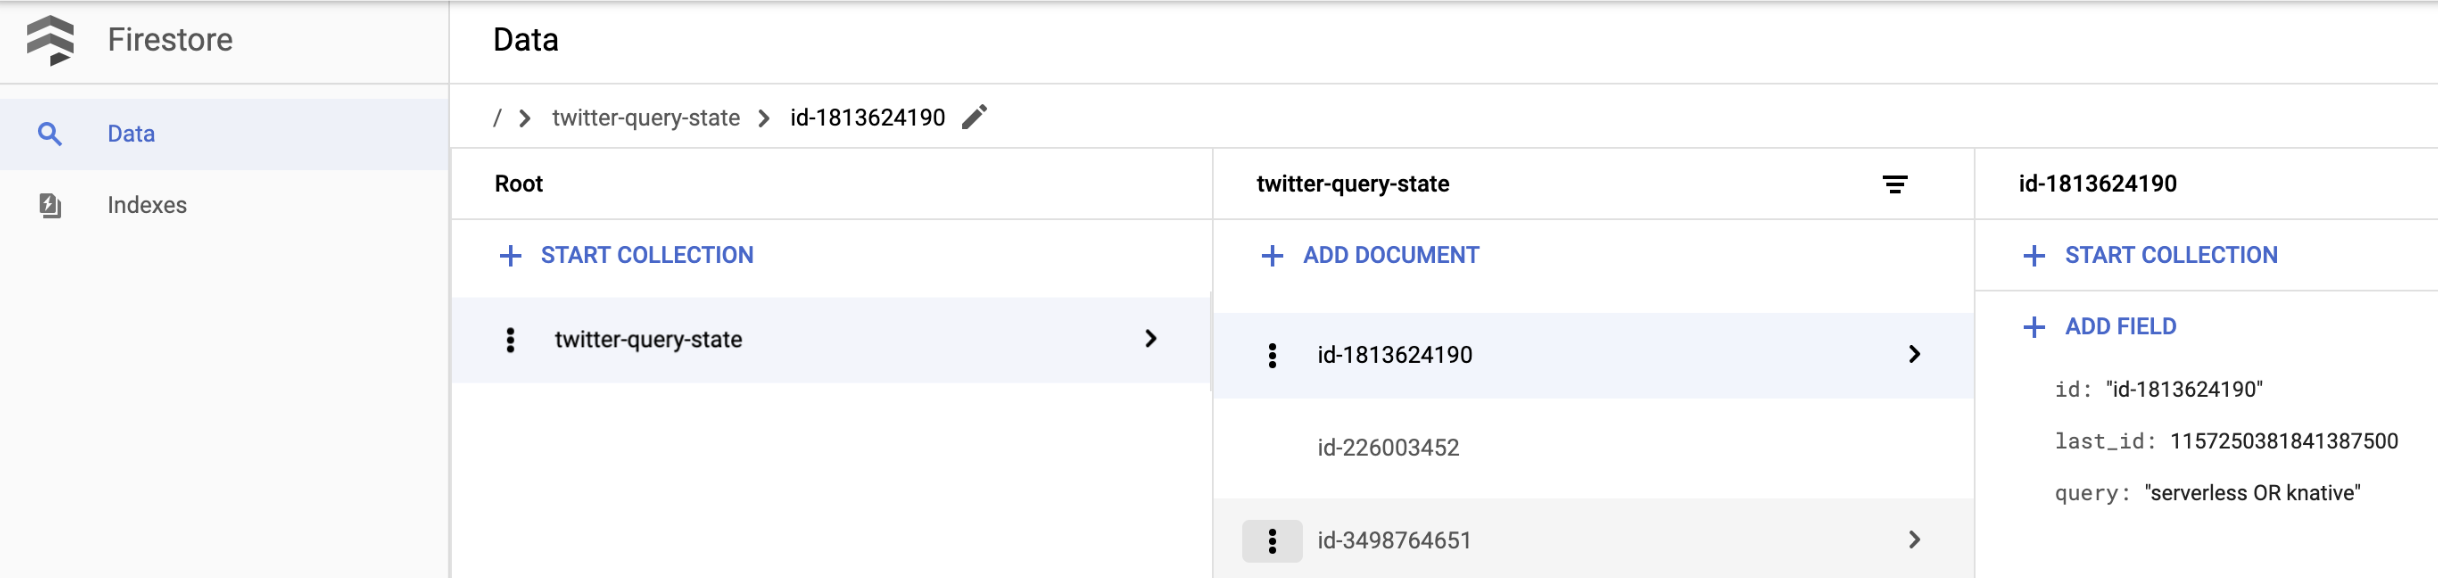 Firestore
Data
Indexes
Data
/ > twitter-query-state > id-1813624190
Root
START COLLECTION
twitter-query-state
twitter-query-state
ADD DOCUMENT
id-1813624190
id-226003452
id-3498764651
id-1813624190
START COLLECTION
ADD FIELD
id: "id-1813624190"
last_id: 1157250381841387500
query: "serverless OR knative"